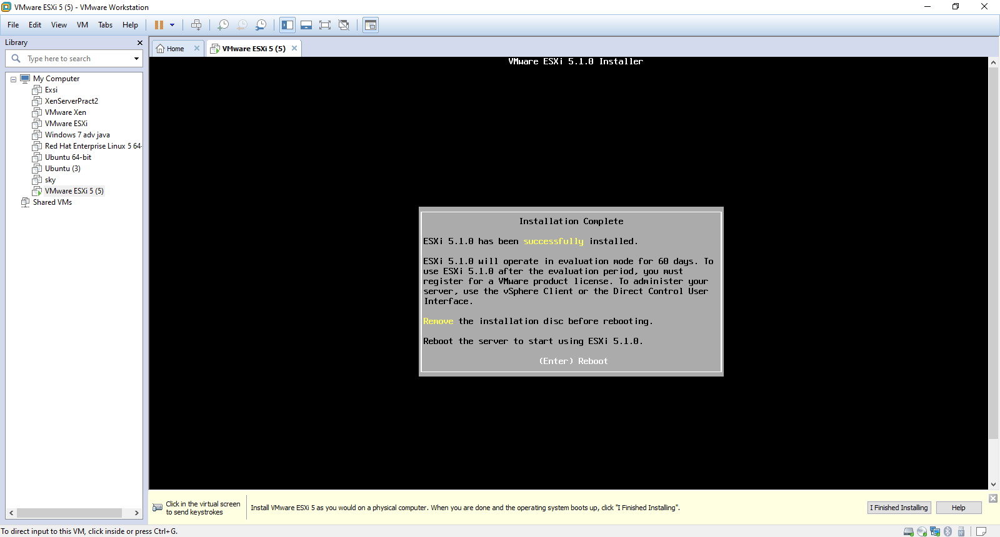 VMware ESXi 5 (5) - VMware Workstation
File Edit View VM Tabs Help
Library
Type here to search
My Computer
Exsi
XenServerPract2
VMware Xen
VMware ESXi
Windows 7 adv java
Red Hat Enterprise Linux 5 64-
Ubuntu 64-bit
Ubuntu (3)
sky
VMware ESXi 5 (5)
Shared VMs
Home
VMware ESXi 5 (5)
VMware ESXi 5.1.0 Installer
Installation Complete
ESXi 5.1.0 has been successfully installed.
ESXi 5.1.0 will operate in evaluation mode for 60 days. To
use ESXi 5.1.0 after the evaluation period, you must
register for a VMware product license. To administer your
server, use the vSphere Client or the Direct Control User
Interface.
Remove the installation disc before rebooting.
Reboot the server to start using ESXi 5.1.0.
(Enter) Reboot
Click in the virtual screen
to send keystrokes
Install VMware ESXi 5 as you would on a physical computer. When you are done and the operating system boots up, click "I Finished Installing".
I Finished Installing
Help
To direct input to this VM, click inside or press Ctrl+G.